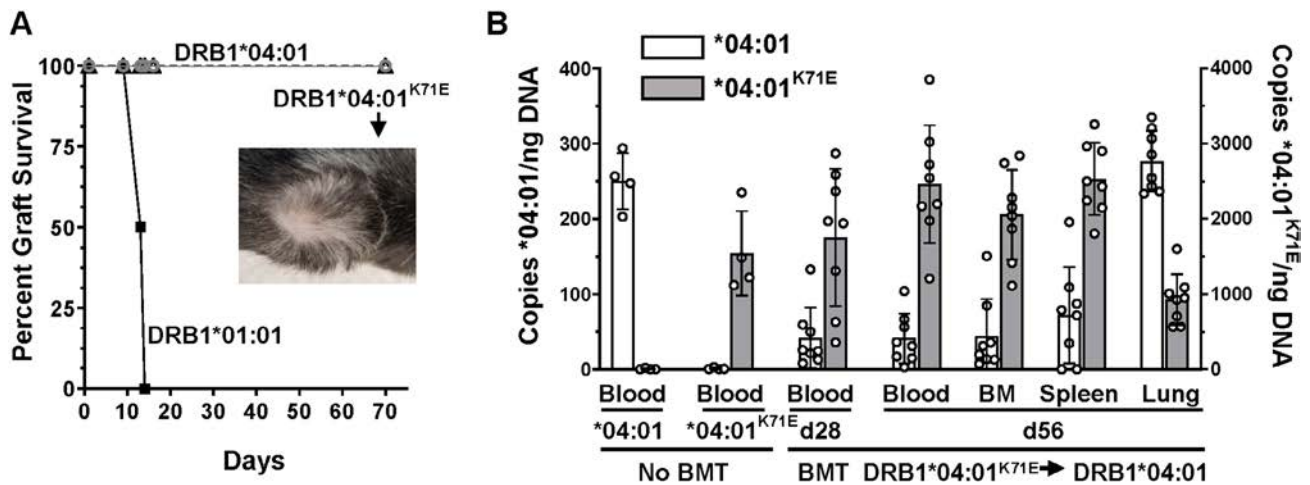 A
Percent Graft Survival
100
75
50
25
0
DRB1*04:01
DRB1*04:01K71E
DRB1*01:01
0 10 20 30 40 50 60 70
Days
B
*04:01
*04:01K71E
Copies *04:01/ng DNA
400
300
200
100
0
Copies *04:01K71E/ng DNA
4000
3000
2000
1000
0
Blood Blood Blood Blood BM Spleen Lung
*04:01 *04:01K71E d28 d56
No BMT BMT DRB1*04:01K71E → DRB1*04:01